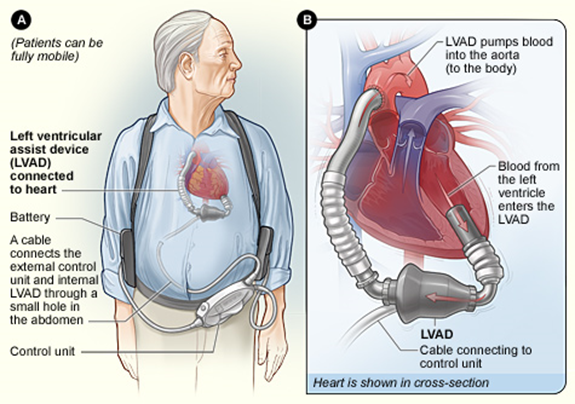 A
(Patients can be
fully mobile)
Left ventricular
assist device
(LVAD)
connected
to heart
Battery
A cable
connects the
external control
unit and internal
LVAD through a
small hole in
the abdomen
Control unit
B
LVAD pumps blood
into the aorta
(to the body)
Blood from
the left
ventricle
enters the
LVAD
LVAD
Cable connecting to
control unit
Heart is shown in cross-section